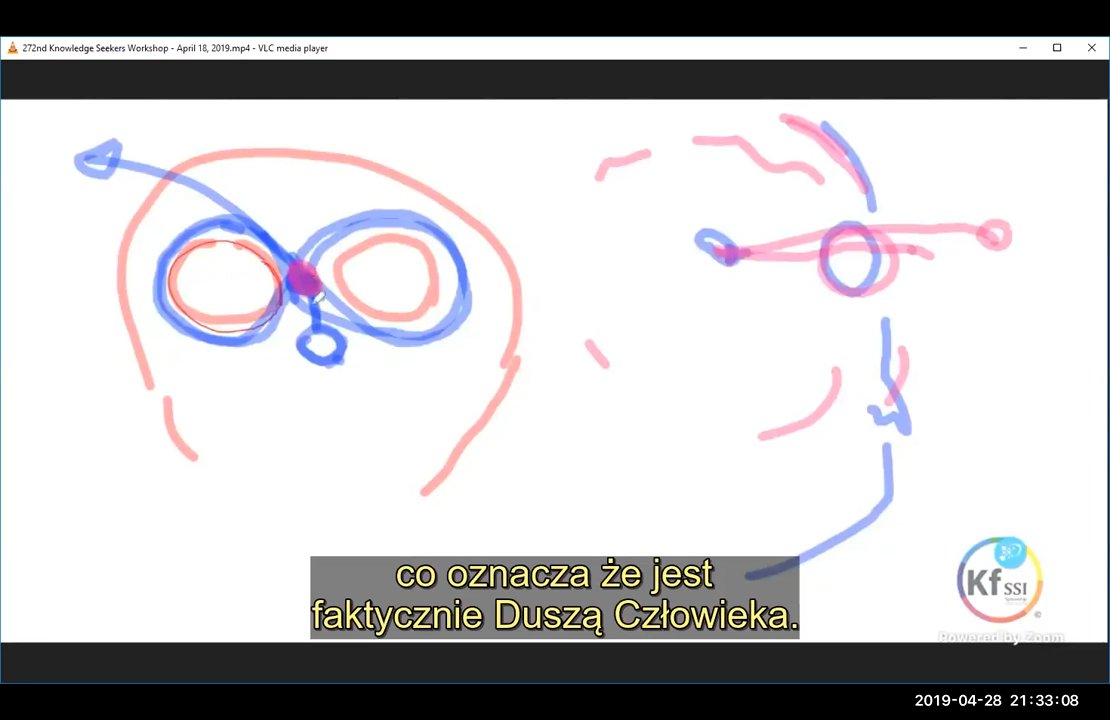 272nd Knowledge Seekers Workshop - April 18, 2019.mp4 - VLC media player
co oznacza że jest
faktycznie Duszą Człowieka.
Kf SSI
©
Powered by Zoom
2019-04-28 21:33:08